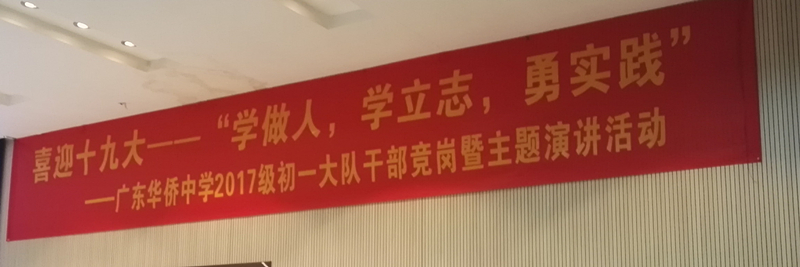 喜迎十九大——“学做人，学立志，勇实践”
——广东华侨中学2017级初一大队干部竞岗暨主题演讲活动